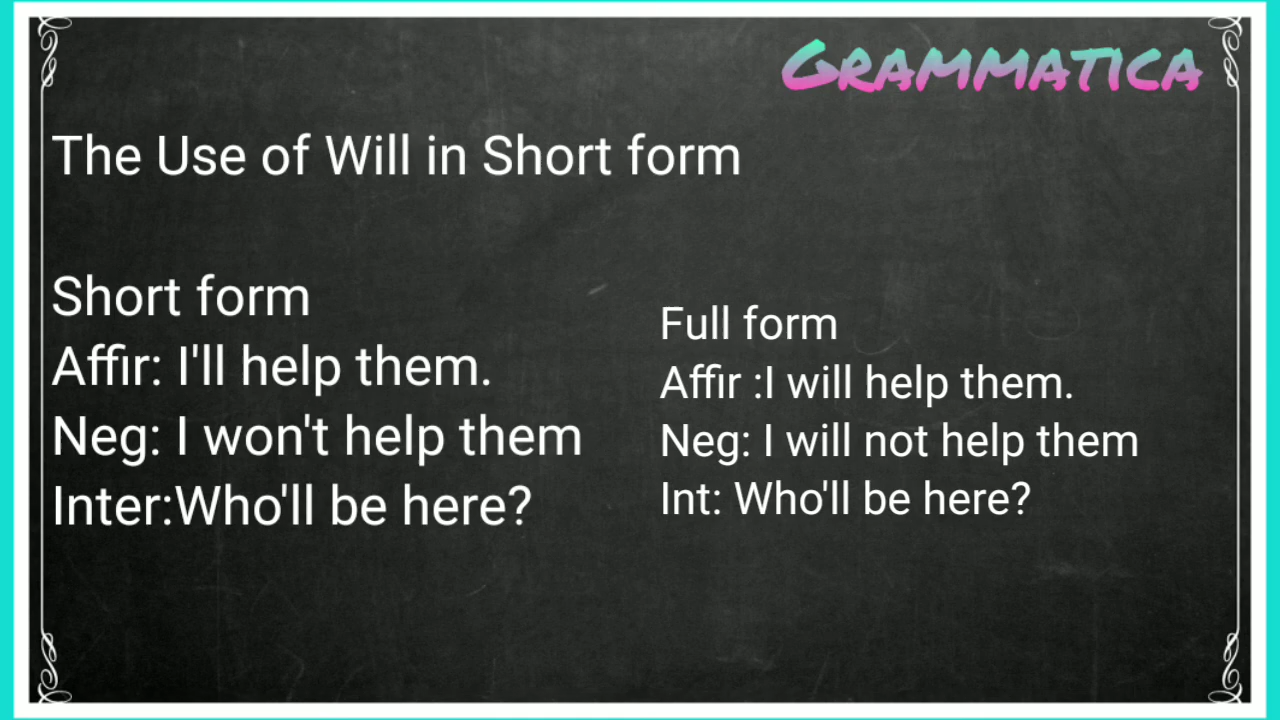 GRAMMATICA
The Use of Will in Short form
Short form
Affir: I'll help them.
Neg: I won't help them
Inter:Who'll be here?
Full form
Affir :I will help them.
Neg: I will not help them
Int: Who'll be here?